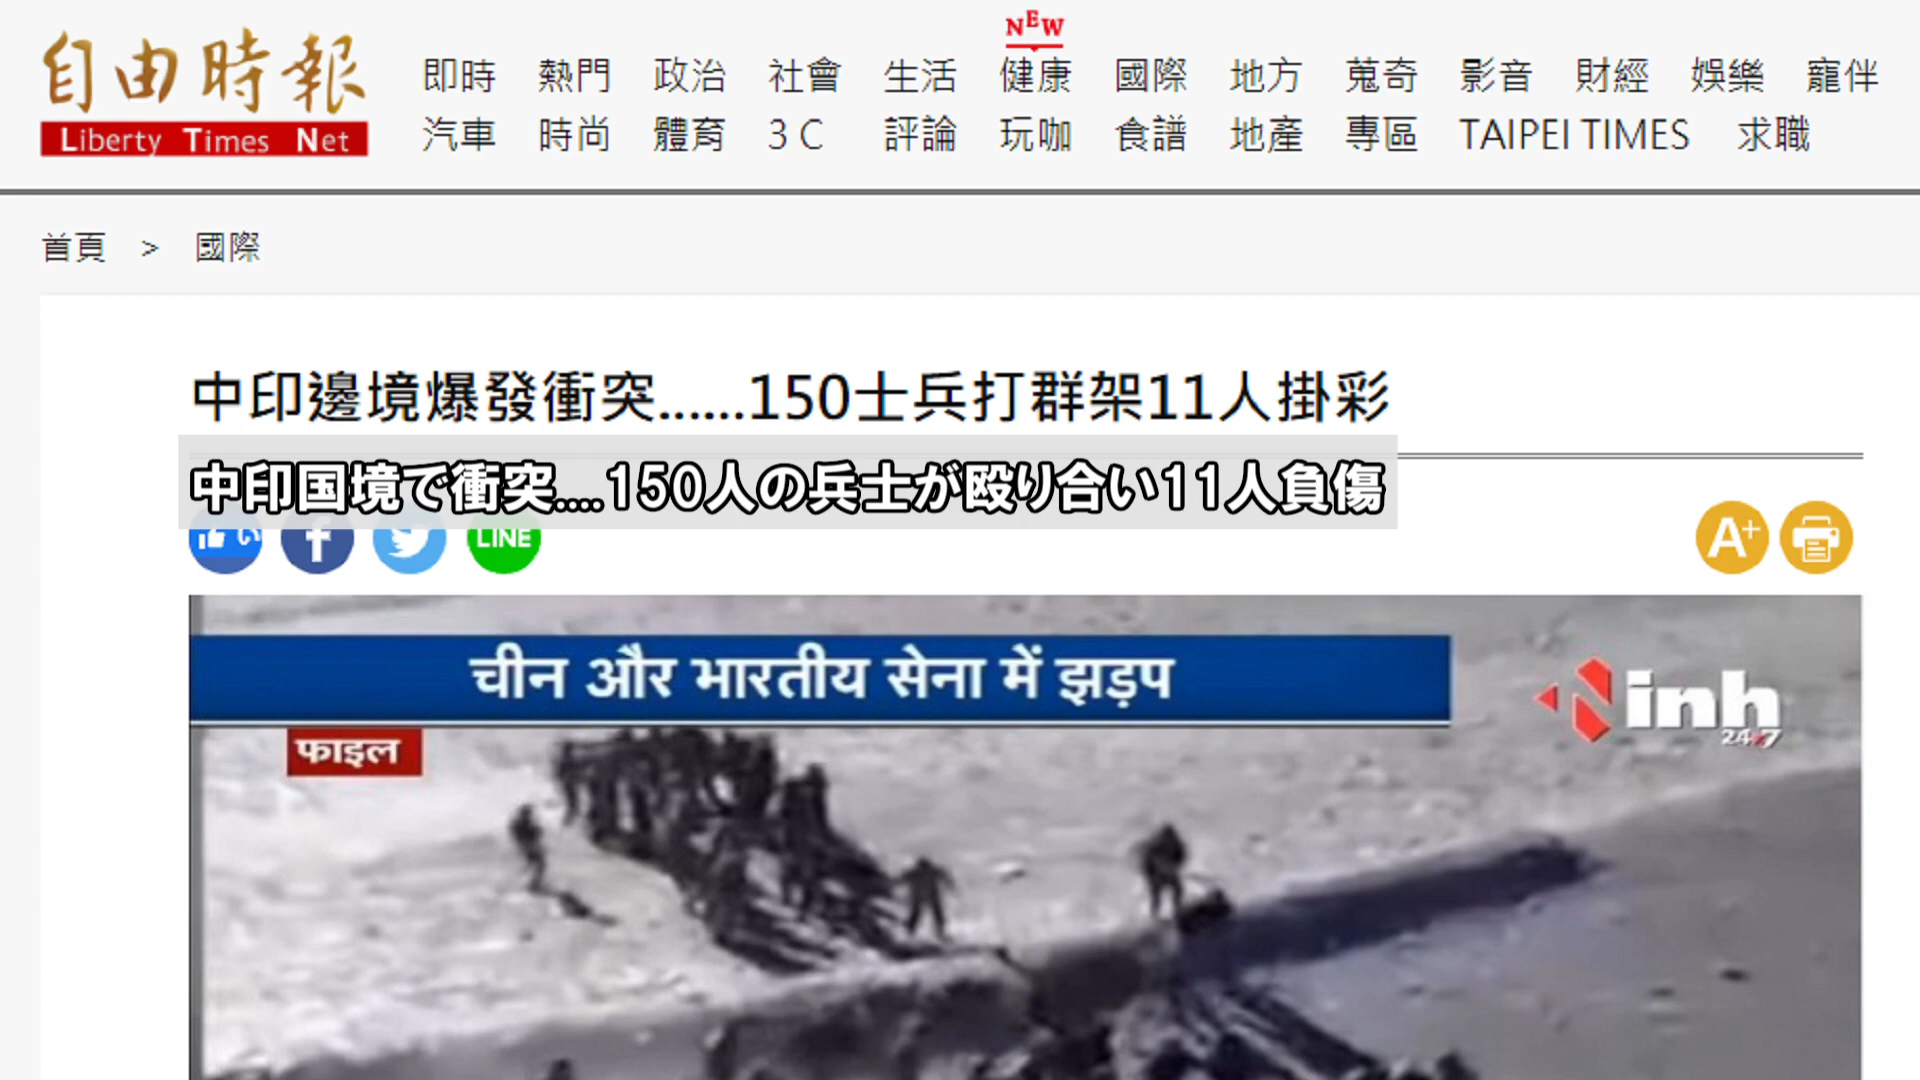 自由時報
Liberty Times Net
NEW
即時 熱門 政治 社會 生活 健康 國際 地方 蒐奇 影音 財經 娛樂 寵伴
汽車 時尚 體育 3C 評論 玩咖 食譜 地產 專區 TAIPEI TIMES 求職
首頁 > 國際
中印邊境爆發衝突......150士兵打群架11人掛彩
中印国境で衝突....150人の兵士が殴り合い11人負傷
い f LINE A+
चीन और भारतीय सेना में झड़प
inh
24x7
फाइल